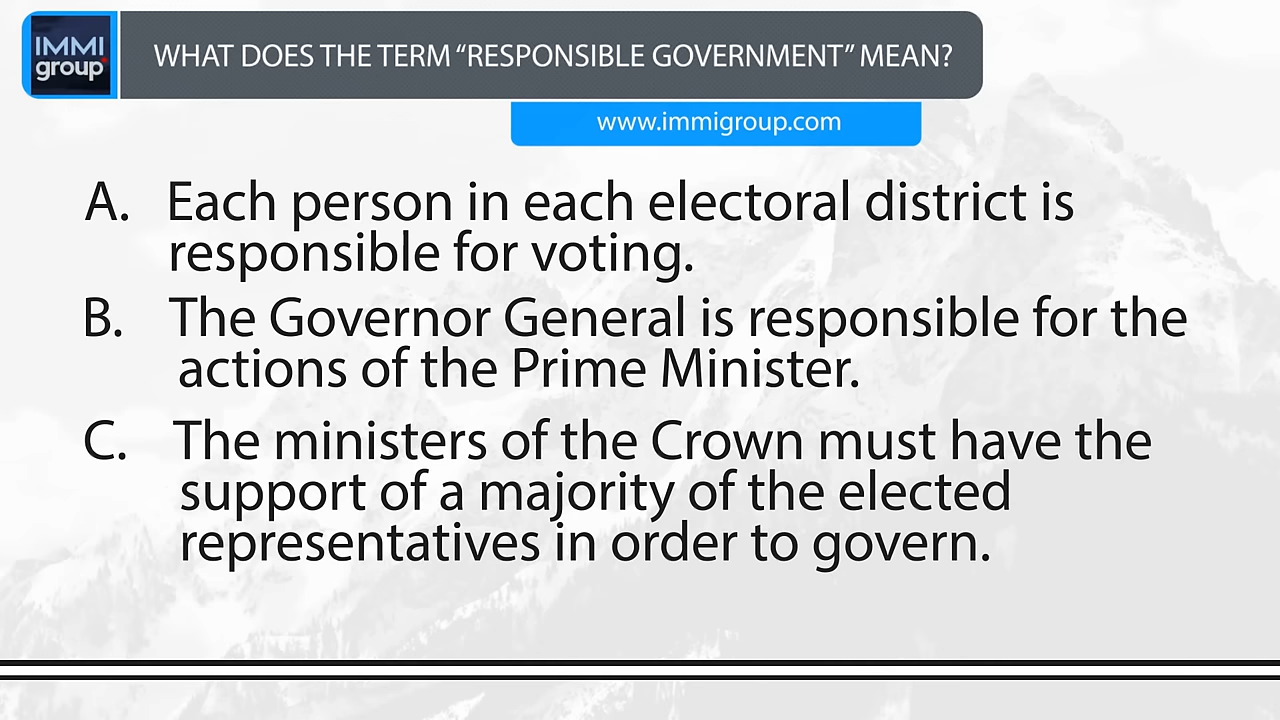 IMMI
group
WHAT DOES THE TERM “RESPONSIBLE GOVERNMENT” MEAN?
www.immigroup.com
A. Each person in each electoral district is
responsible for voting.
B. The Governor General is responsible for the
actions of the Prime Minister.
C. The ministers of the Crown must have the
support of a majority of the elected
representatives in order to govern.